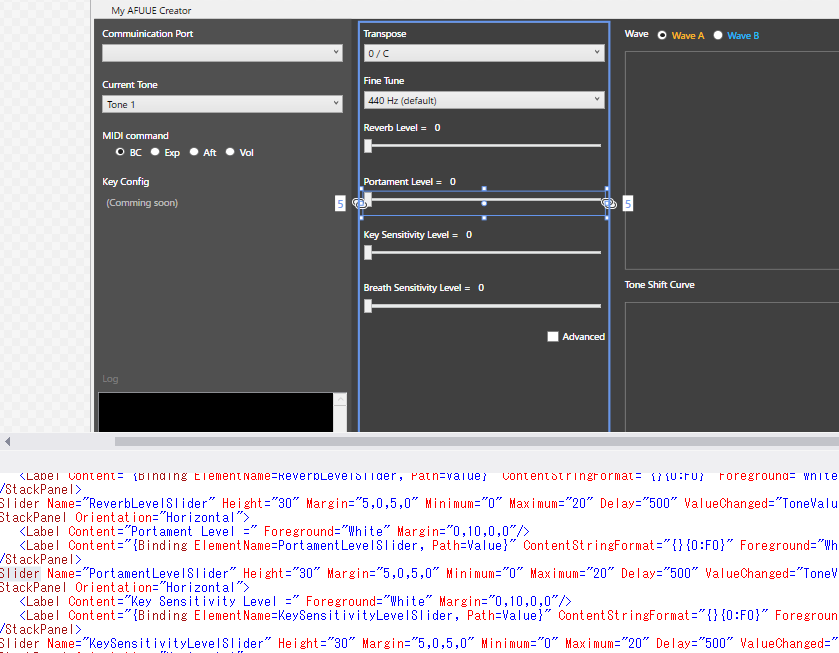 My AFUUE Creator
Communication Port
Current Tone
Tone 1
MIDI command
BC Exp Aft Vol
Key Config
(Comming soon)
Log
Transpose
0 / C
Fine Tune
440 Hz (default)
Reverb Level = 0
Portament Level = 0
5 5
Key Sensitivity Level = 0
Breath Sensitivity Level = 0
Advanced
Wave Wave A Wave B
Tone Shift Curve
<Label Content="{Binding ElementName=ReverbLevelSlider, Path=Value}" ContentStringFormat="{}{0:F0}" Foreground="White
/StackPanel>
Slider Name="ReverbLevelSlider" Height="30" Margin="5,0,5,0" Minimum="0" Maximum="20" Delay="500" ValueChanged="ToneValu
StackPanel Orientation="Horizontal">
<Label Content="Portament Level =" Foreground="White" Margin="0,10,0,0"/>
<Label Content="{Binding ElementName=PortamentLevelSlider, Path=Value}" ContentStringFormat="{}{0:F0}" Foreground="Wh
/StackPanel>
Slider Name="PortamentLevelSlider" Height="30" Margin="5,0,5,0" Minimum="0" Maximum="20" Delay="500" ValueChanged="ToneV
StackPanel Orientation="Horizontal">
<Label Content="Key Sensitivity Level =" Foreground="White" Margin="0,10,0,0"/>
<Label Content="{Binding ElementName=KeySensitivityLevelSlider, Path=Value}" ContentStringFormat="{}{0:F0}" Foregroun
/StackPanel>
Slider Name="KeySensitivityLevelSlider" Height="30" Margin="5,0,5,0" Minimum="0" Maximum="20" Delay="500" ValueChanged="